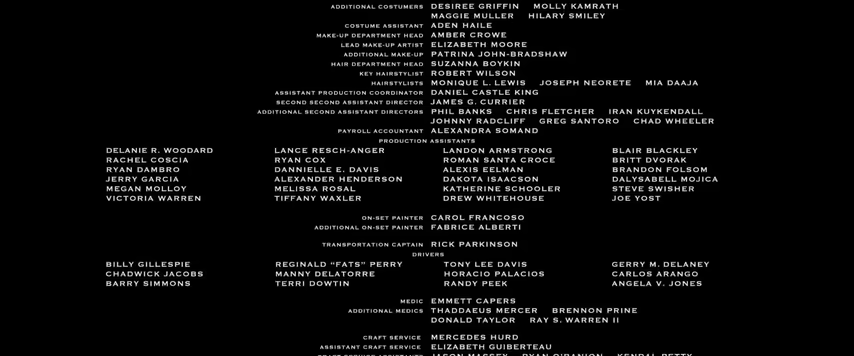 ADDITIONAL COSTUMERS DESIREE GRIFFIN MOLLY KAMRATH
MAGGIE MULLER HILARY SMILEY
COSTUME ASSISTANT ADEN HAILE
MAKE-UP DEPARTMENT HEAD AMBER CROWE
LEAD MAKE-UP ARTIST ELIZABETH MOORE
ADDITIONAL MAKE-UP PATRINA JOHN-BRADSHAW
HAIR DEPARTMENT HEAD SUZANNA BOYKIN
KEY HAIRSTYLIST ROBERT WILSON
HAIRSTYLISTS MONIQUE L. LEWIS JOSEPH NEORETE MIA DAAJA
ASSISTANT PRODUCTION COORDINATOR DANIEL CASTLE KING
SECOND SECOND ASSISTANT DIRECTOR JAMES G. CURRIER
ADDITIONAL SECOND ASSISTANT DIRECTORS PHIL BANKS CHRIS FLETCHER IRAN KUYKENDALL
JOHNNY RADCLIFF GREG SANTORO CHAD WHEELER
PAYROLL ACCOUNTANT ALEXANDRA SOMAND
PRODUCTION ASSISTANTS
DELANIE R. WOODARD LANCE RESCH-ANGER LANDON ARMSTRONG BLAIR BLACKLEY
RACHEL COSCIA RYAN COX ROMAN SANTA CROCE BRITT DVORAK
RYAN DAMBRO DANNIELLE E. DAVIS ALEXIS EELMAN BRANDON FOLSOM
JERRY GARCIA ALEXANDER HENDERSON DAKOTA ISAACSON DALYSABELL MOJICA
MEGAN MOLLOY MELISSA ROSAL KATHERINE SCHOOLER STEVE SWISHER
VICTORIA WARREN TIFFANY WAXLER DREW WHITEHOUSE JOE YOST
ON-SET PAINTER CAROL FRANCOSO
ADDITIONAL ON-SET PAINTER FABRICE ALBERTI
TRANSPORTATION CAPTAIN RICK PARKINSON
DRIVERS
BILLY GILLESPIE REGINALD “FATS” PERRY TONY LEE DAVIS GERRY M. DELANEY
CHADWICK JACOBS MANNY DELATORRE HORACIO PALACIOS CARLOS ARANGO
BARRY SIMMONS TERRI DOWTIN RANDY PEEK ANGELA V. JONES
MEDIC EMMETT CAPERS
ADDITIONAL MEDICS THADDAEUS MERCER BRENNON PRINE
DONALD TAYLOR RAY S. WARREN II
CRAFT SERVICE MERCEDES HURD
ASSISTANT CRAFT SERVICE ELIZABETH GUIBERTEAU